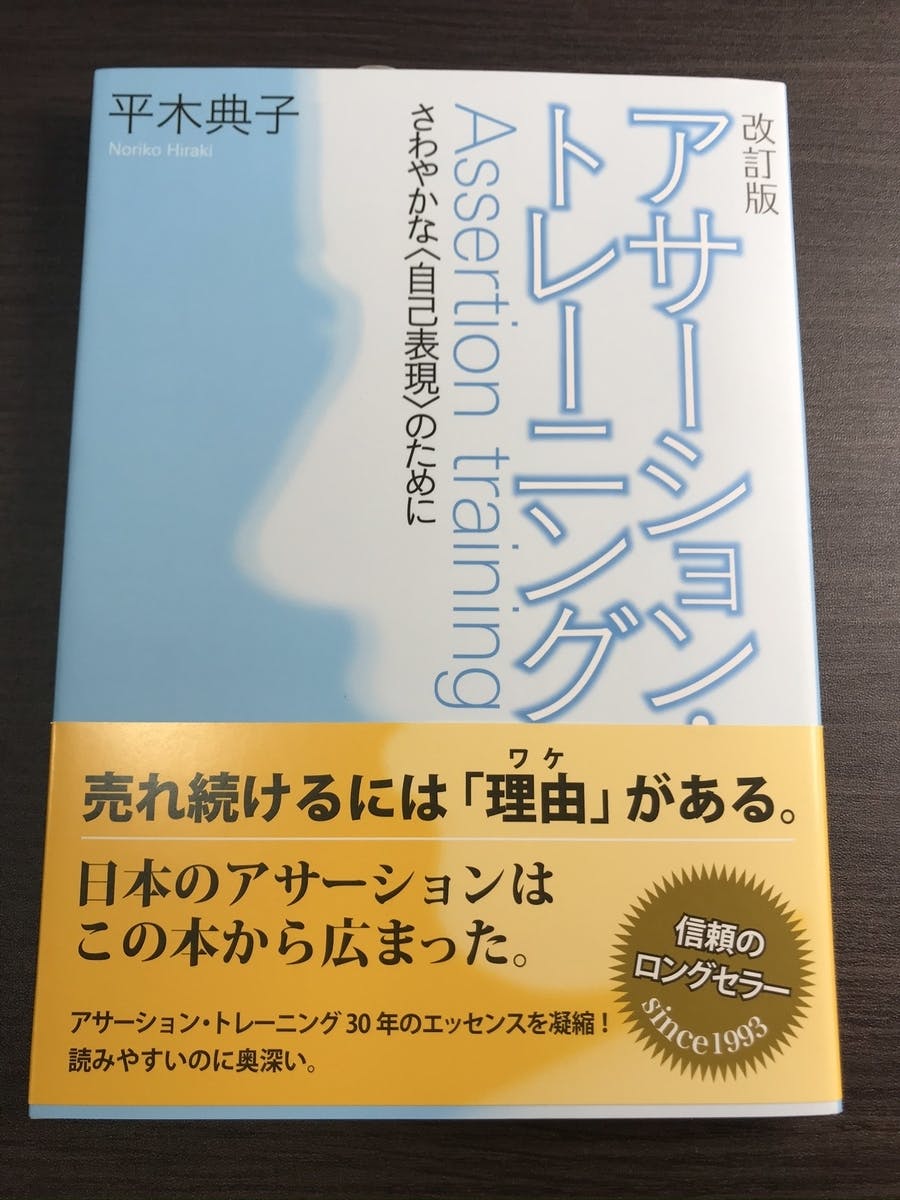 平木典子
Noriko Hiraki
改訂版
アサーション・
トレーニング
Assertion training
さわやかな〈自己表現〉のために
ワケ
売れ続けるには「理由」がある。
日本のアサーションは
この本から広まった。
アサーション・トレーニング30年のエッセンスを凝縮！
読みやすいのに奥深い。
信頼の
ロングセラー
since1993